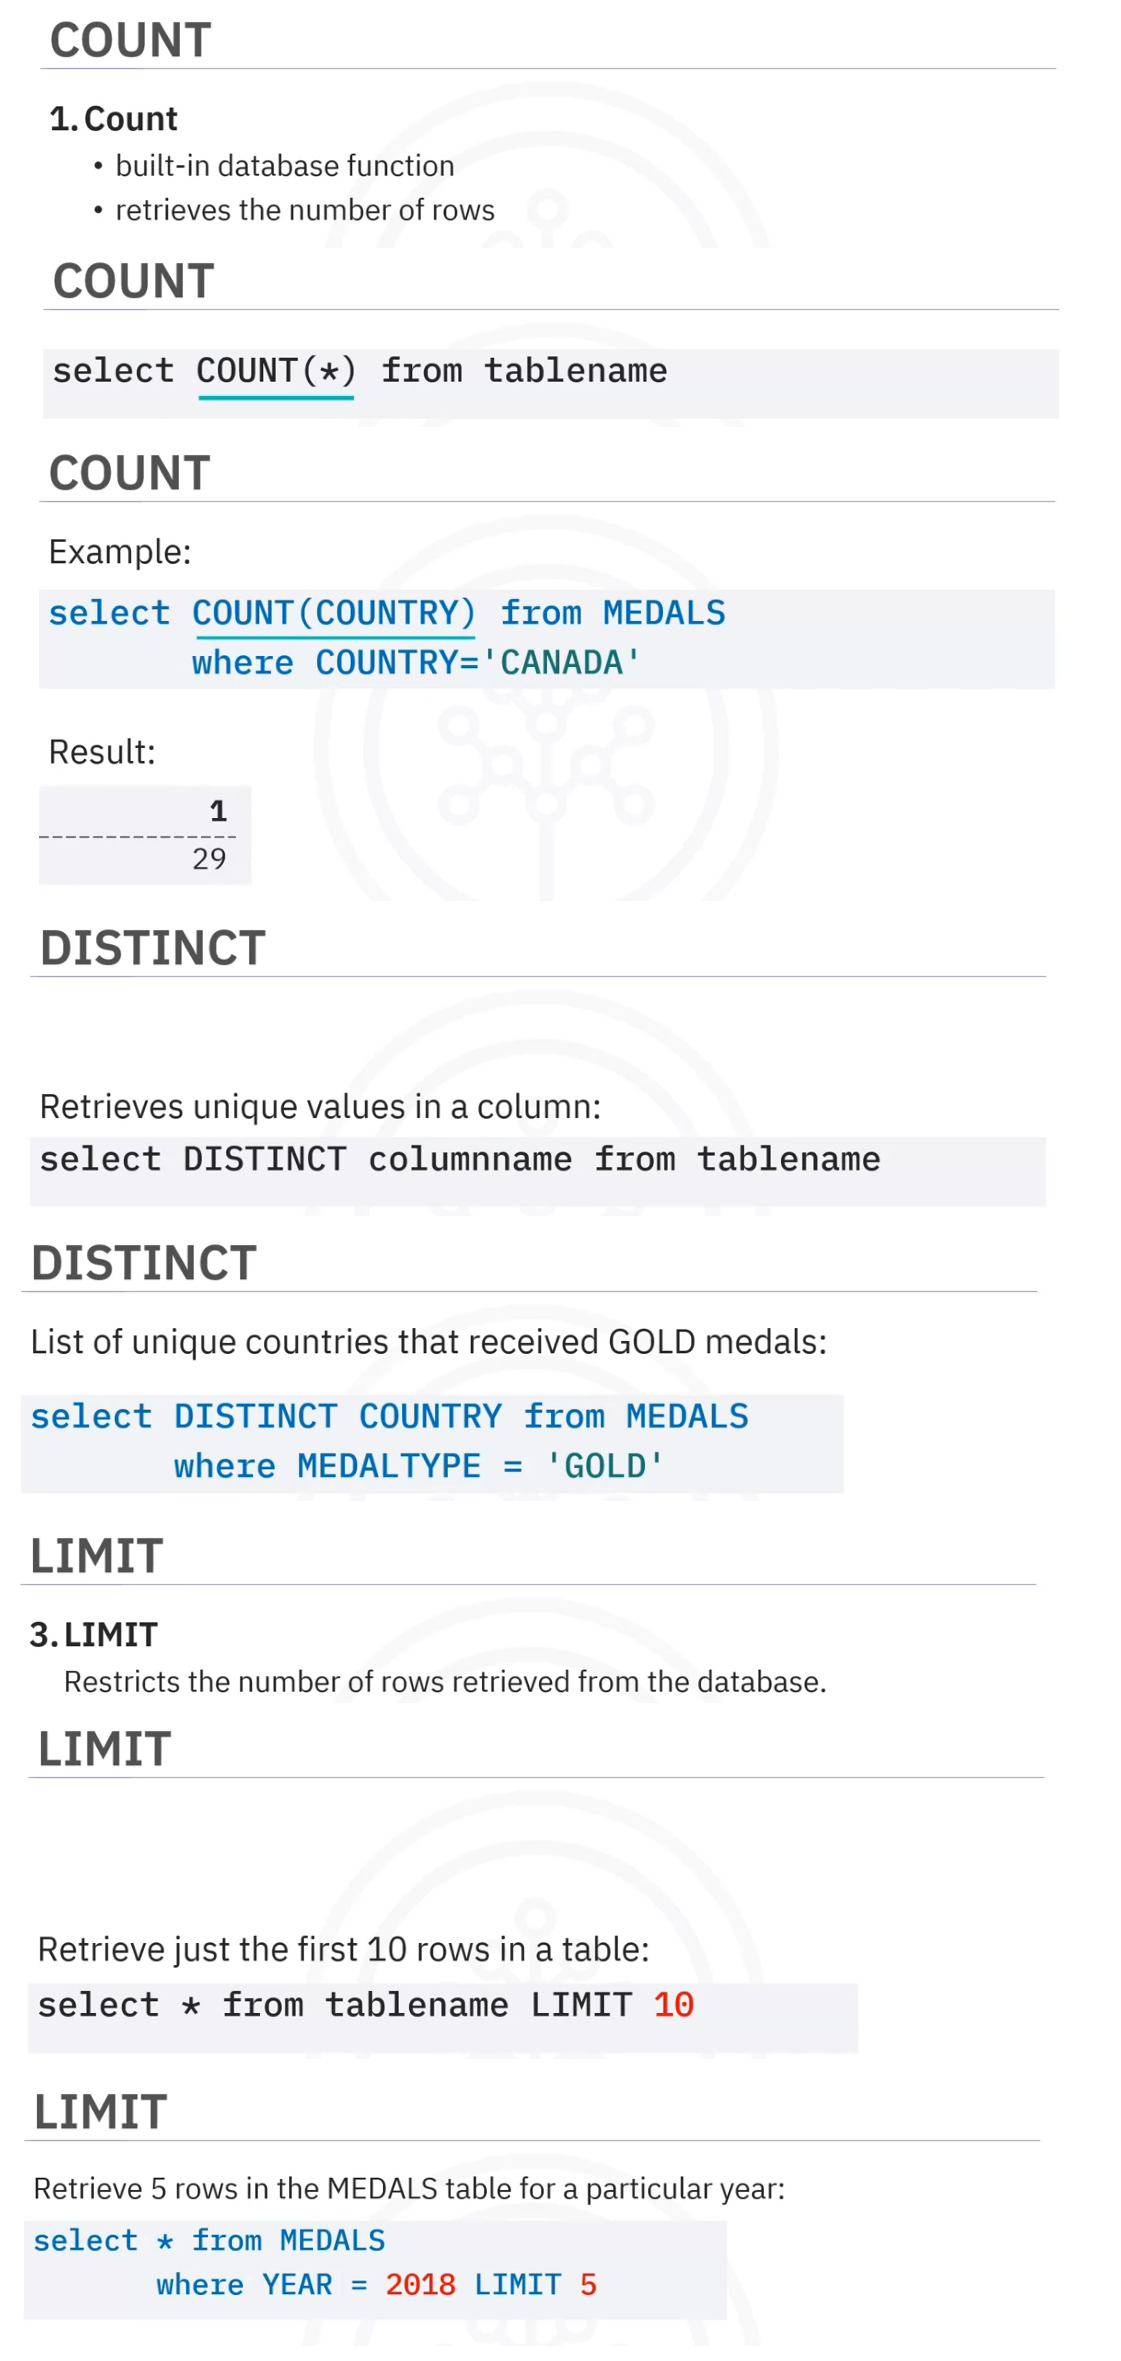 COUNT
1. Count
• built-in database function
• retrieves the number of rows
COUNT
select COUNT(*) from tablename
COUNT
Example:
select COUNT(COUNTRY) from MEDALS
where COUNTRY='CANADA'
Result:
1
---------------
29
DISTINCT
Retrieves unique values in a column:
select DISTINCT columnname from tablename
DISTINCT
List of unique countries that received GOLD medals:
select DISTINCT COUNTRY from MEDALS
where MEDALTYPE = 'GOLD'
LIMIT
3. LIMIT
Restricts the number of rows retrieved from the database.
LIMIT
Retrieve just the first 10 rows in a table:
select * from tablename LIMIT 10
LIMIT
Retrieve 5 rows in the MEDALS table for a particular year:
select * from MEDALS
where YEAR = 2018 LIMIT 5